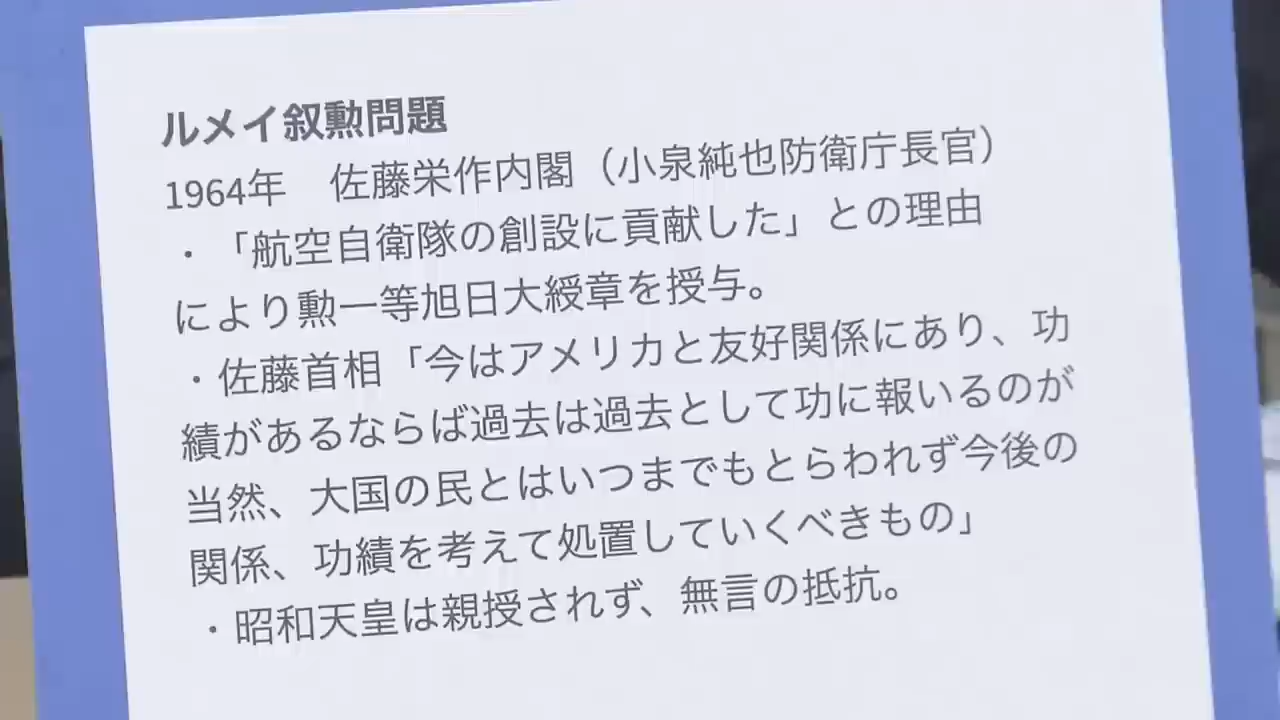 ルメイ叙勲問題
1964年　佐藤栄作内閣（小泉純也防衛庁長官）
・「航空自衛隊の創設に貢献した」との理由
により勲一等旭日大綬章を授与。
・佐藤首相「今はアメリカと友好関係にあり、功
績があるならば過去は過去として功に報いるのが
当然、大国の民とはいつまでもとらわれず今後の
関係、功績を考えて処置していくべきもの」
・昭和天皇は親授されず、無言の抵抗。